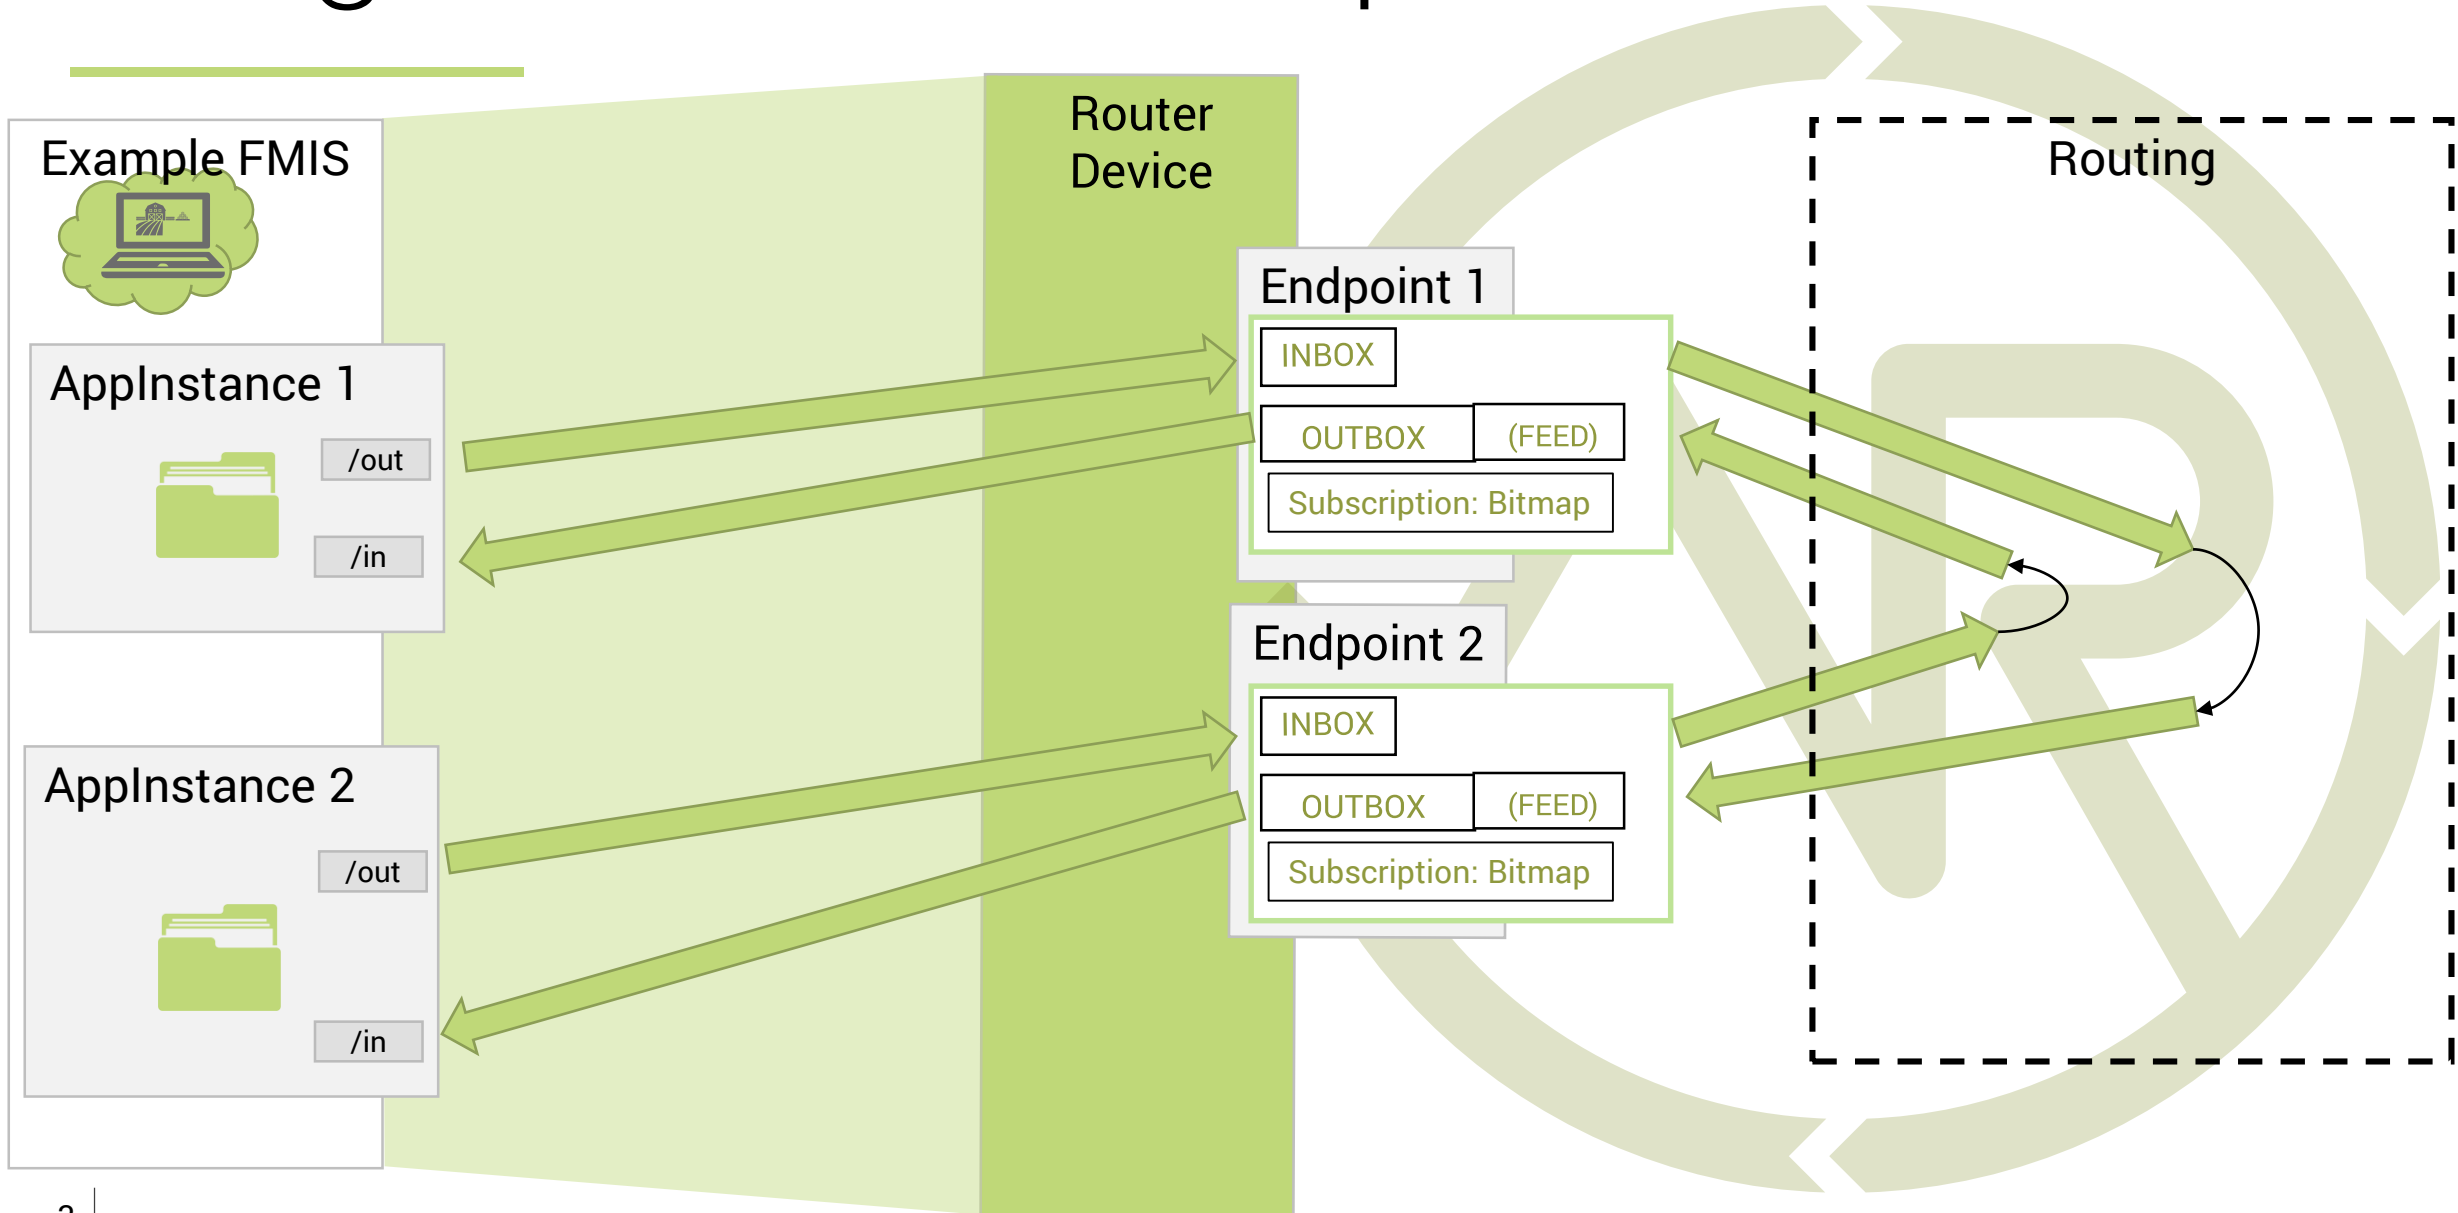 Example FMIS
AppInstance 1
/out
/in
AppInstance 2
/out
/in
Router
Device
Endpoint 1
INBOX
OUTBOX
(FEED)
Subscription: Bitmap
Endpoint 2
INBOX
OUTBOX
(FEED)
Subscription: Bitmap
Routing